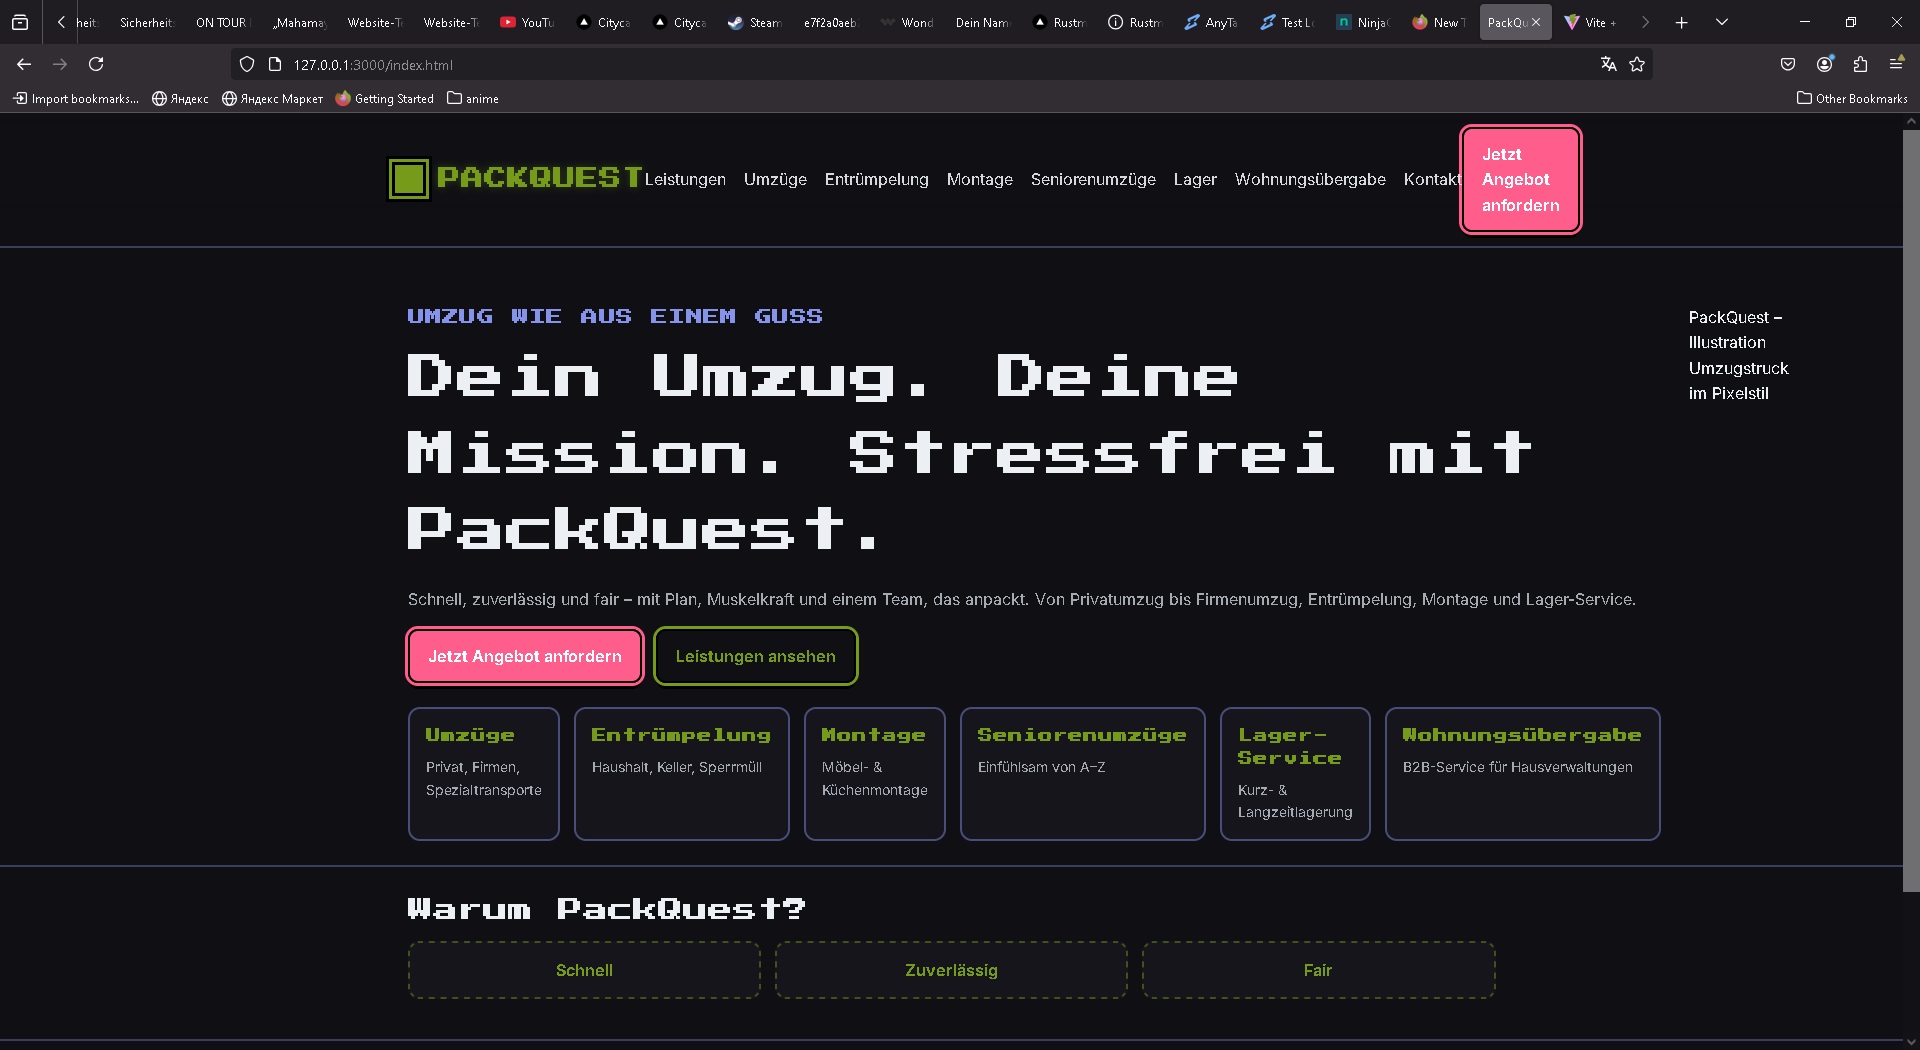 heit:
Sicherheit:
ON TOUR
„Mahamay
Website-Te
Website-Te
YouTu
Cityca
Cityca
Steam
e7f2a0aeb:
Wond
Dein Name
Rustm
Rustm
AnyTa
Test Lo
NinjaO
New T
PackQu
Vite +
127.0.0.1:3000/index.html
Import bookmarks...
Яндекс
Яндекс Маркет
Getting Started
anime
Other Bookmarks
PACKQUEST
Leistungen
Umzüge
Entrümpelung
Montage
Seniorenumzüge
Lager
Wohnungsübergabe
Kontakt
Jetzt
Angebot
anfordern
UMZUG WIE AUS EINEM GUSS
Dein Umzug. Deine
Mission. Stressfrei mit
PackQuest.
PackQuest –
Illustration
Umzugstruck
im Pixelstil
Schnell, zuverlässig und fair – mit Plan, Muskelkraft und einem Team, das anpackt. Von Privatumzug bis Firmenumzug, Entrümpelung, Montage und Lager-Service.
Jetzt Angebot anfordern
Leistungen ansehen
Umzüge
Privat, Firmen,
Spezialtransporte
Entrümpelung
Haushalt, Keller, Sperrmüll
Montage
Möbel- &
Küchenmontage
Seniorenumzüge
Einfühlsam von A–Z
Lager-
Service
Kurz- &
Langzeitlagerung
Wohnungsübergabe
B2B-Service für Hausverwaltungen
Warum PackQuest?
Schnell
Zuverlässig
Fair